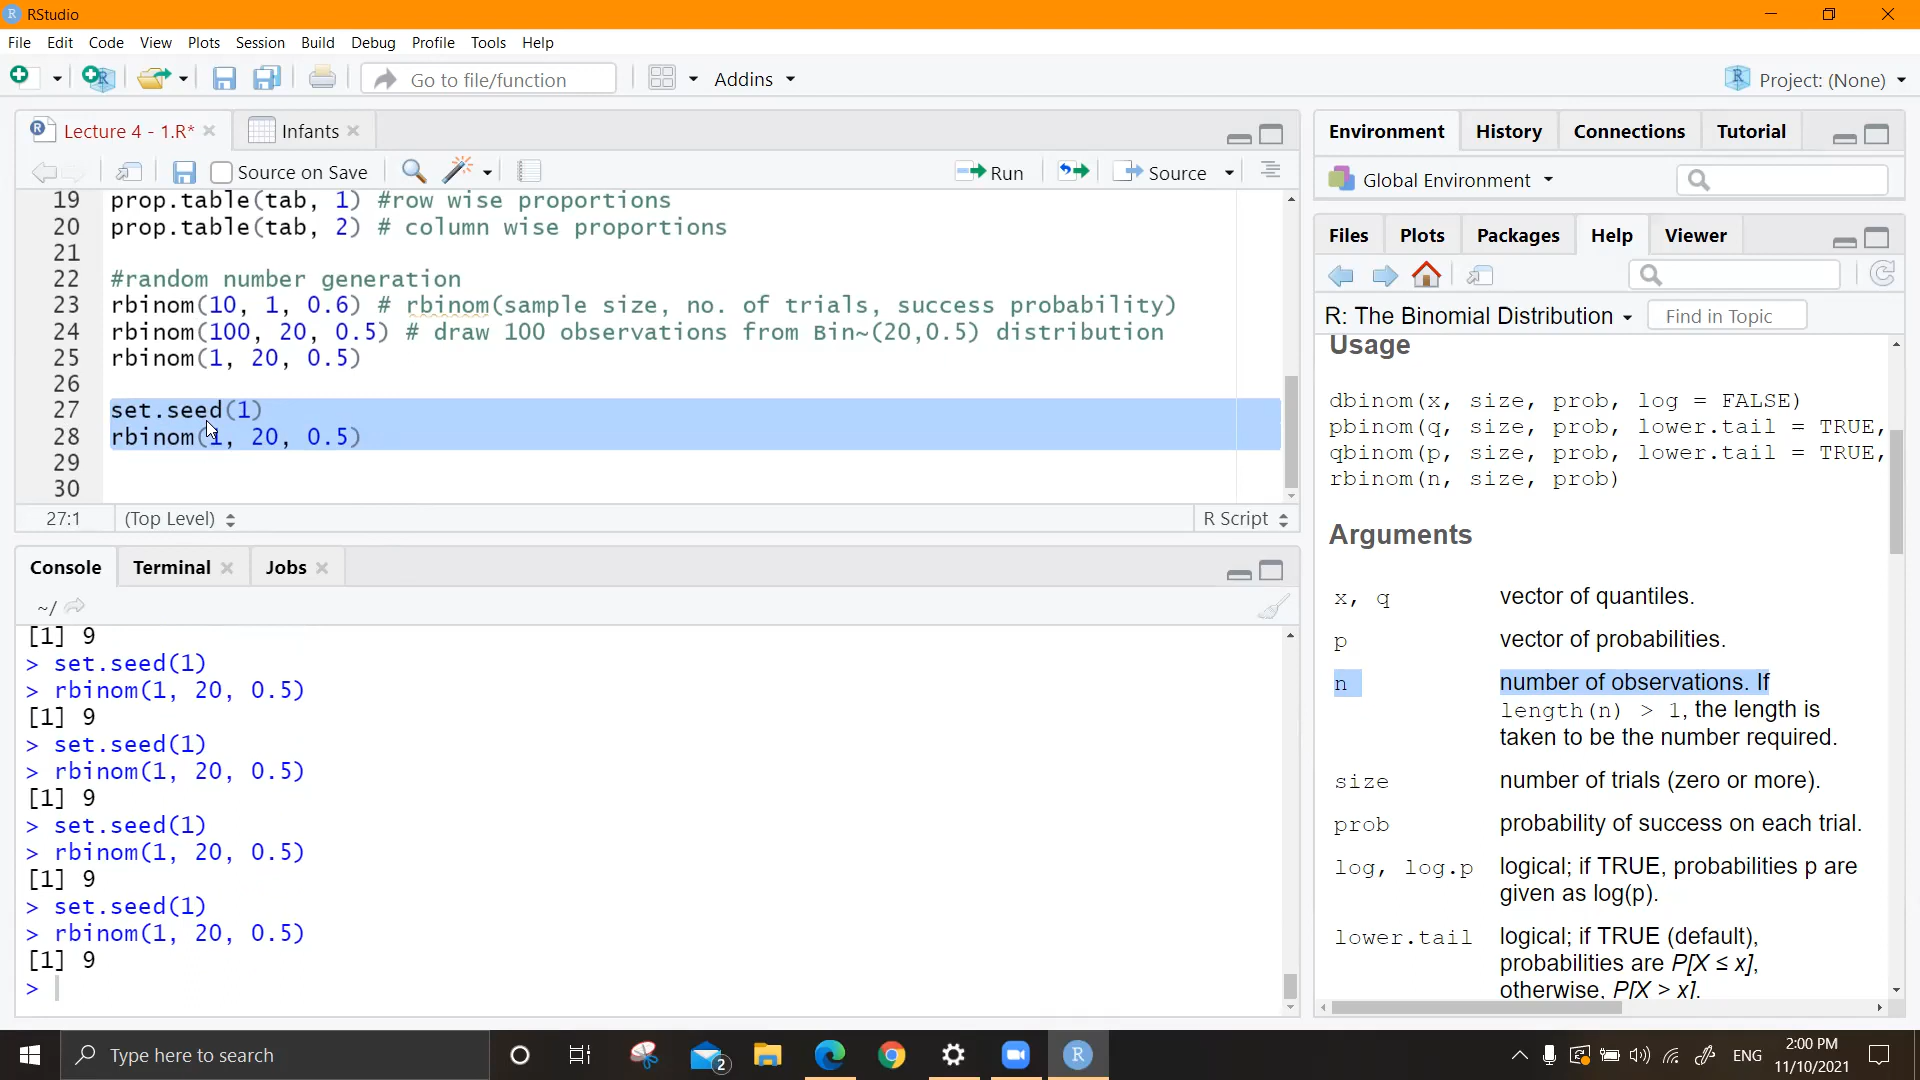 RStudio
File Edit Code View Plots Session Build Debug Profile Tools Help
Go to file/function
Addins
Project: (None)
Lecture 4 - 1.R*
Infants
Source on Save
Run
Source
19 prop.table(tab, 1) #row wise proportions
20 prop.table(tab, 2) # column wise proportions
21
22 #random number generation
23 rbinom(10, 1, 0.6) # rbinom(sample size, no. of trials, success probability)
24 rbinom(100, 20, 0.5) # draw 100 observations from Bin~(20,0.5) distribution
25 rbinom(1, 20, 0.5)
26
27 set.seed(1)
28 rbinom(1, 20, 0.5)
29
30
27:1 (Top Level) R Script
Console Terminal Jobs
~/
[1] 9
> set.seed(1)
> rbinom(1, 20, 0.5)
[1] 9
> set.seed(1)
> rbinom(1, 20, 0.5)
[1] 9
> set.seed(1)
> rbinom(1, 20, 0.5)
[1] 9
> set.seed(1)
> rbinom(1, 20, 0.5)
[1] 9
>
Environment History Connections Tutorial
Global Environment
Files Plots Packages Help Viewer
R: The Binomial Distribution Find in Topic
Usage
dbinom(x, size, prob, log = FALSE)
pbinom(q, size, prob, lower.tail = TRUE,
qbinom(p, size, prob, lower.tail = TRUE,
rbinom(n, size, prob)
Arguments
x, q vector of quantiles.
p vector of probabilities.
n number of observations. If
length(n) > 1, the length is
taken to be the number required.
size number of trials (zero or more).
prob probability of success on each trial.
log, log.p logical; if TRUE, probabilities p are
given as log(p).
lower.tail logical; if TRUE (default),
probabilities are P[X ≤ x],
otherwise, P[X > x].
Type here to search
2
R
ENG
2:00 PM
11/10/2021